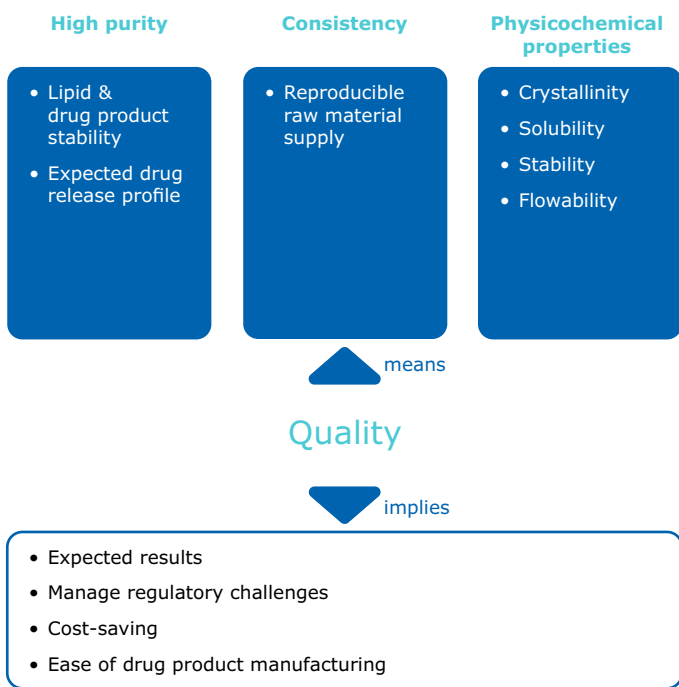 High purity
• Lipid &
drug product
stability
• Expected drug
release profile
Consistency
• Reproducible
raw material
supply
Physicochemical
properties
• Crystallinity
• Solubility
• Stability
• Flowability
means
Quality
implies
• Expected results
• Manage regulatory challenges
• Cost-saving
• Ease of drug product manufacturing